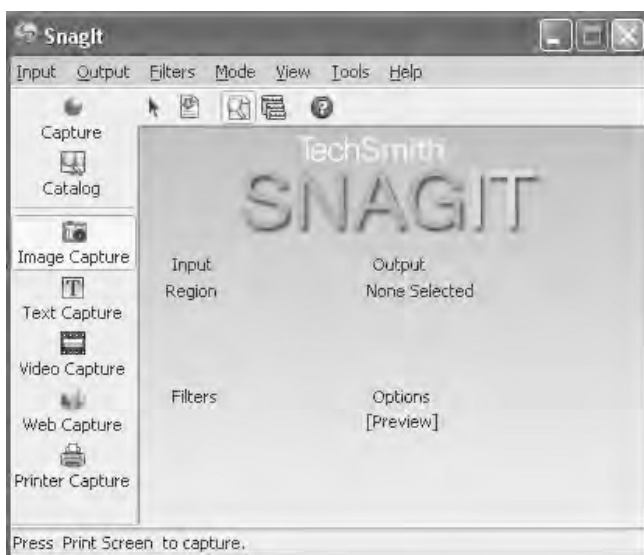 SnagIt
Input Output Filters Mode View Tools Help
Capture
Catalog
Image Capture
Text Capture
Video Capture
Web Capture
Printer Capture
TechSmith
SNAGIT
Input Output
Region None Selected
Filters Options
[Preview]
Press Print Screen to capture.